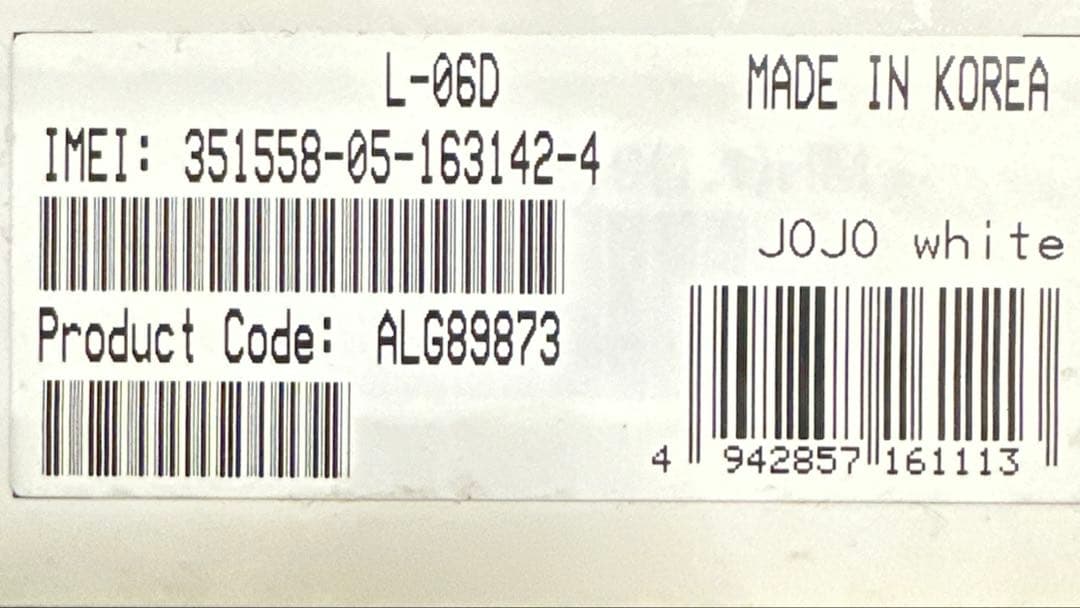 L-06D
MADE IN KOREA
IMEI: 351558-05-163142-4
JOJO white
Product Code: ALG89873
4 942857 161113